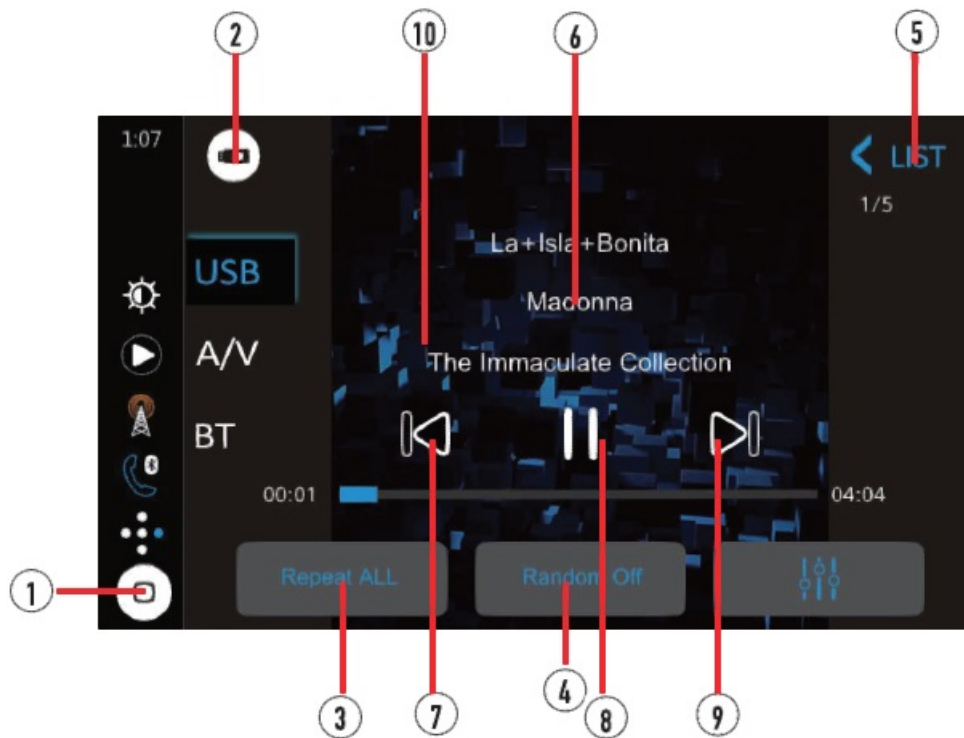 2 10 6 5
1:07
< LIST
1/5
La+Isla+Bonita
USB
Madonna
A/V
The Immaculate Collection
BT
00:01 04:04
Repeat ALL Random Off
1
3 7 4 8 9